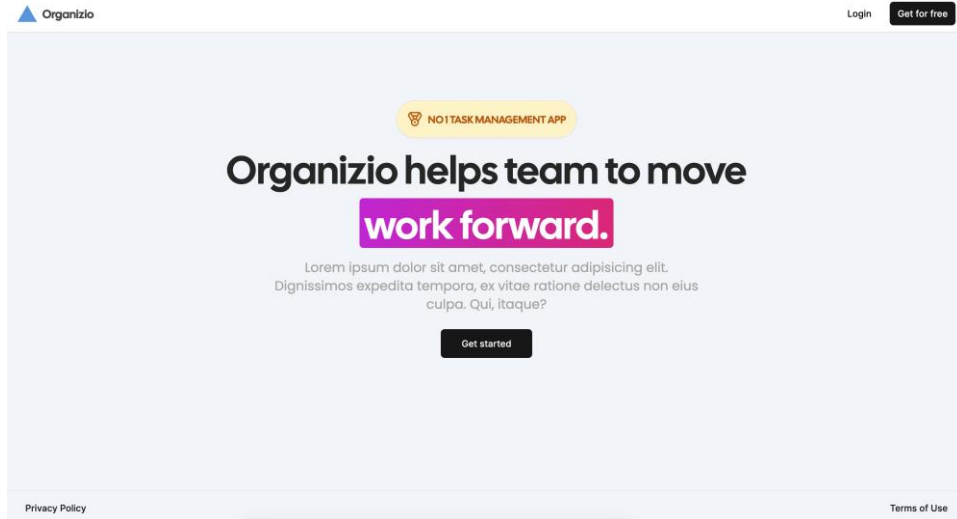 Organizio
Login
Get for free
NO 1 TASK MANAGEMENT APP
Organizio helps team to move
work forward.
Lorem ipsum dolor sit amet, consectetur adipisicing elit.
Dignissimos expedita tempora, ex vitae ratione delectus non eius
culpa. Qui, itaque?
Get started
Privacy Policy
Terms of Use